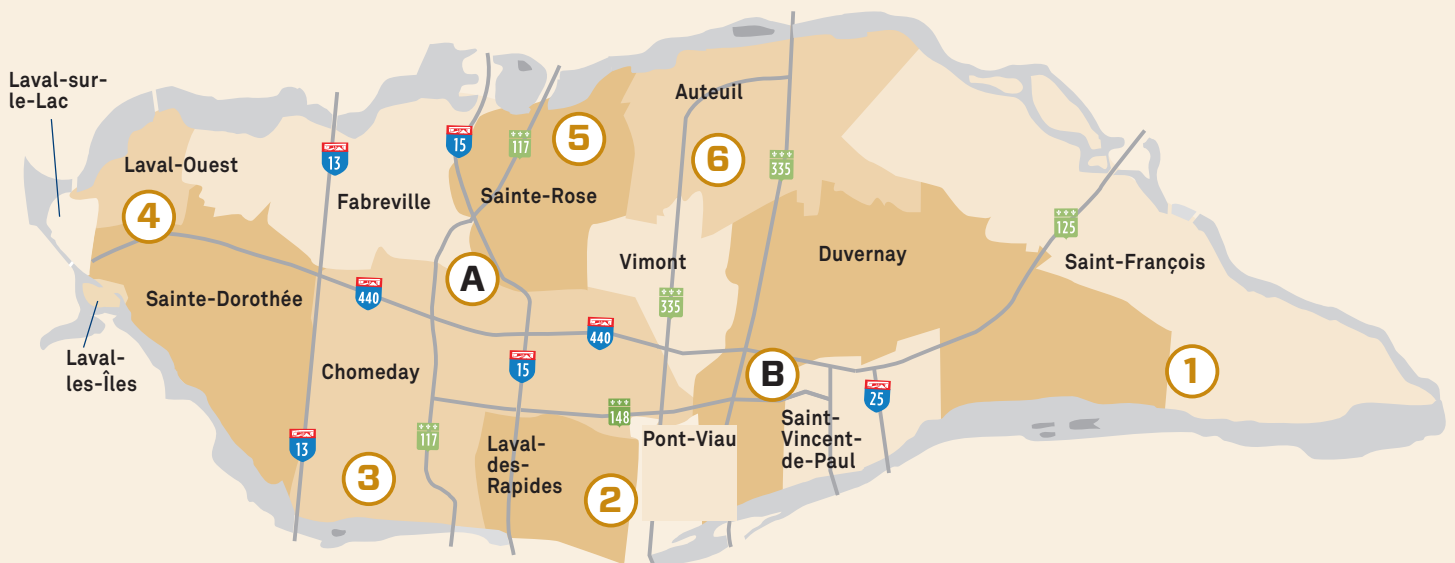 Laval-sur-
le-Lac
Auteuil
5
15
117
6
13
335
Laval-Ouest
Sainte-Rose
Fabreville
4
125
Duvernay
Vimont
Saint-François
A
Sainte-Dorothée
440
335
440
Laval-
les-Îles
15
Chomeday
B
1
25
148
117
Saint-
Vincent-
de-Paul
Pont-Viau
13
Laval-
des-
Rapides
3
2